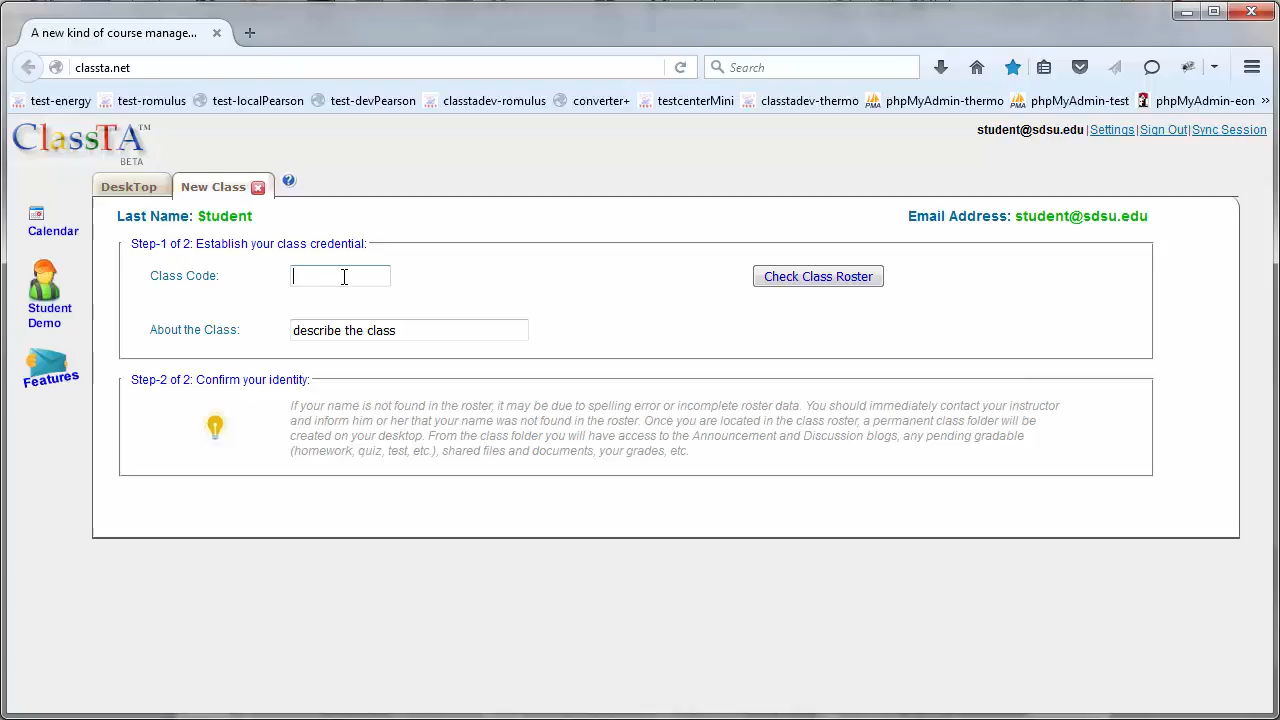 A new kind of course manage...
classta.net
Search
test-energy test-romulus test-localPearson test-devPearson classtadev-romulus converter+ testcenterMini classtadev-thermo phpMyAdmin-thermo phpMyAdmin-test phpMyAdmin-eon
ClassTA™
BETA
student@sdsu.edu | Settings | Sign Out | Sync Session
DeskTop New Class
Calendar
Student
Demo
Features
Last Name: Student Email Address: student@sdsu.edu
Step-1 of 2: Establish your class credential:
Class Code: Check Class Roster
About the Class: describe the class
Step-2 of 2: Confirm your identity:
If your name is not found in the roster, it may be due to spelling error or incomplete roster data. You should immediately contact your instructor
and inform him or her that your name was not found in the roster. Once you are located in the class roster, a permanent class folder will be
created on your desktop. From the class folder you will have access to the Announcement and Discussion blogs, any pending gradable
(homework, quiz, test, etc.), shared files and documents, your grades, etc.